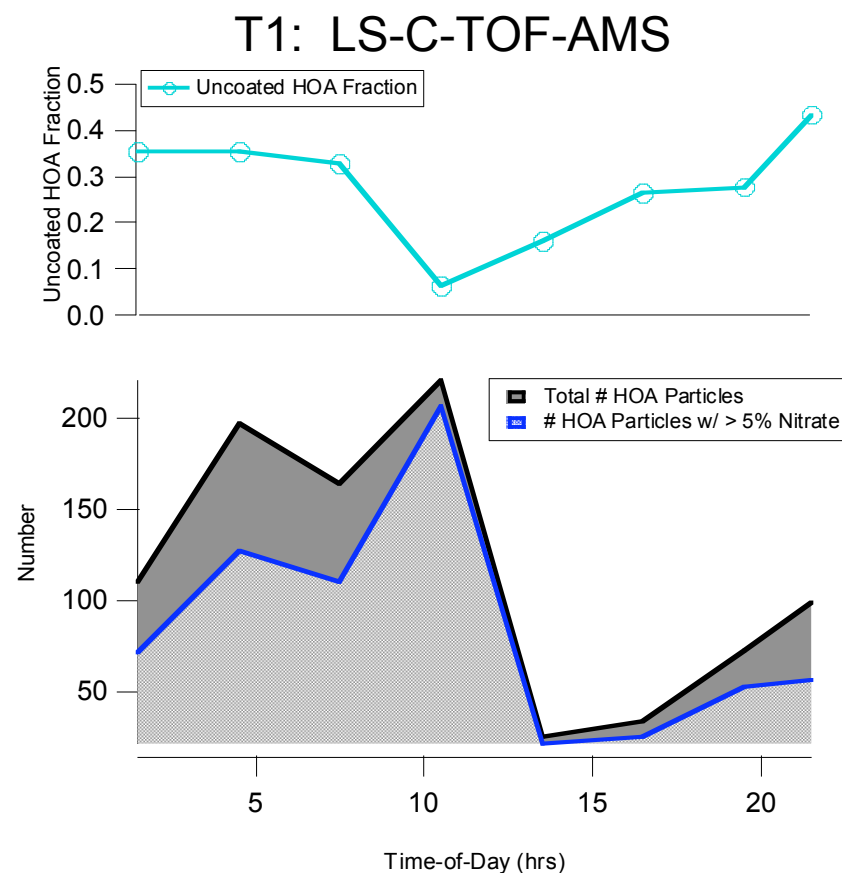 T1: LS-C-TOF-AMS
Uncoated HOA Fraction
0.5
0.4
0.3
0.2
0.1
0.0
Uncoated HOA Fraction
Total # HOA Particles
# HOA Particles w/ > 5% Nitrate
200
150
100
50
Number
5 10 15 20
Time-of-Day (hrs)